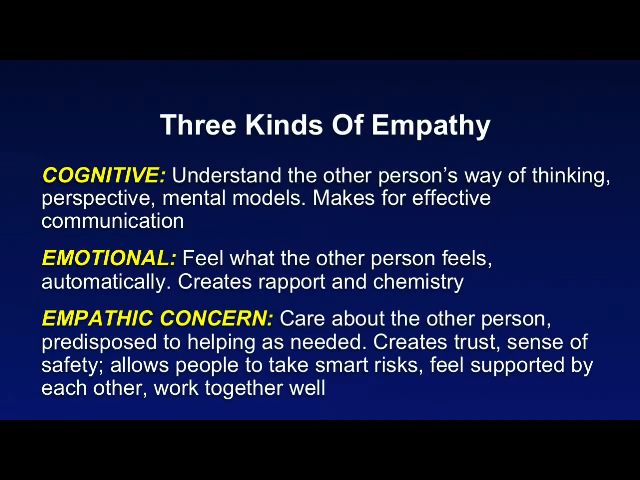 Three Kinds Of Empathy
COGNITIVE: Understand the other person's way of thinking,
perspective, mental models. Makes for effective
communication
EMOTIONAL: Feel what the other person feels,
automatically. Creates rapport and chemistry
EMPATHIC CONCERN: Care about the other person,
predisposed to helping as needed. Creates trust, sense of
safety; allows people to take smart risks, feel supported by
each other, work together well